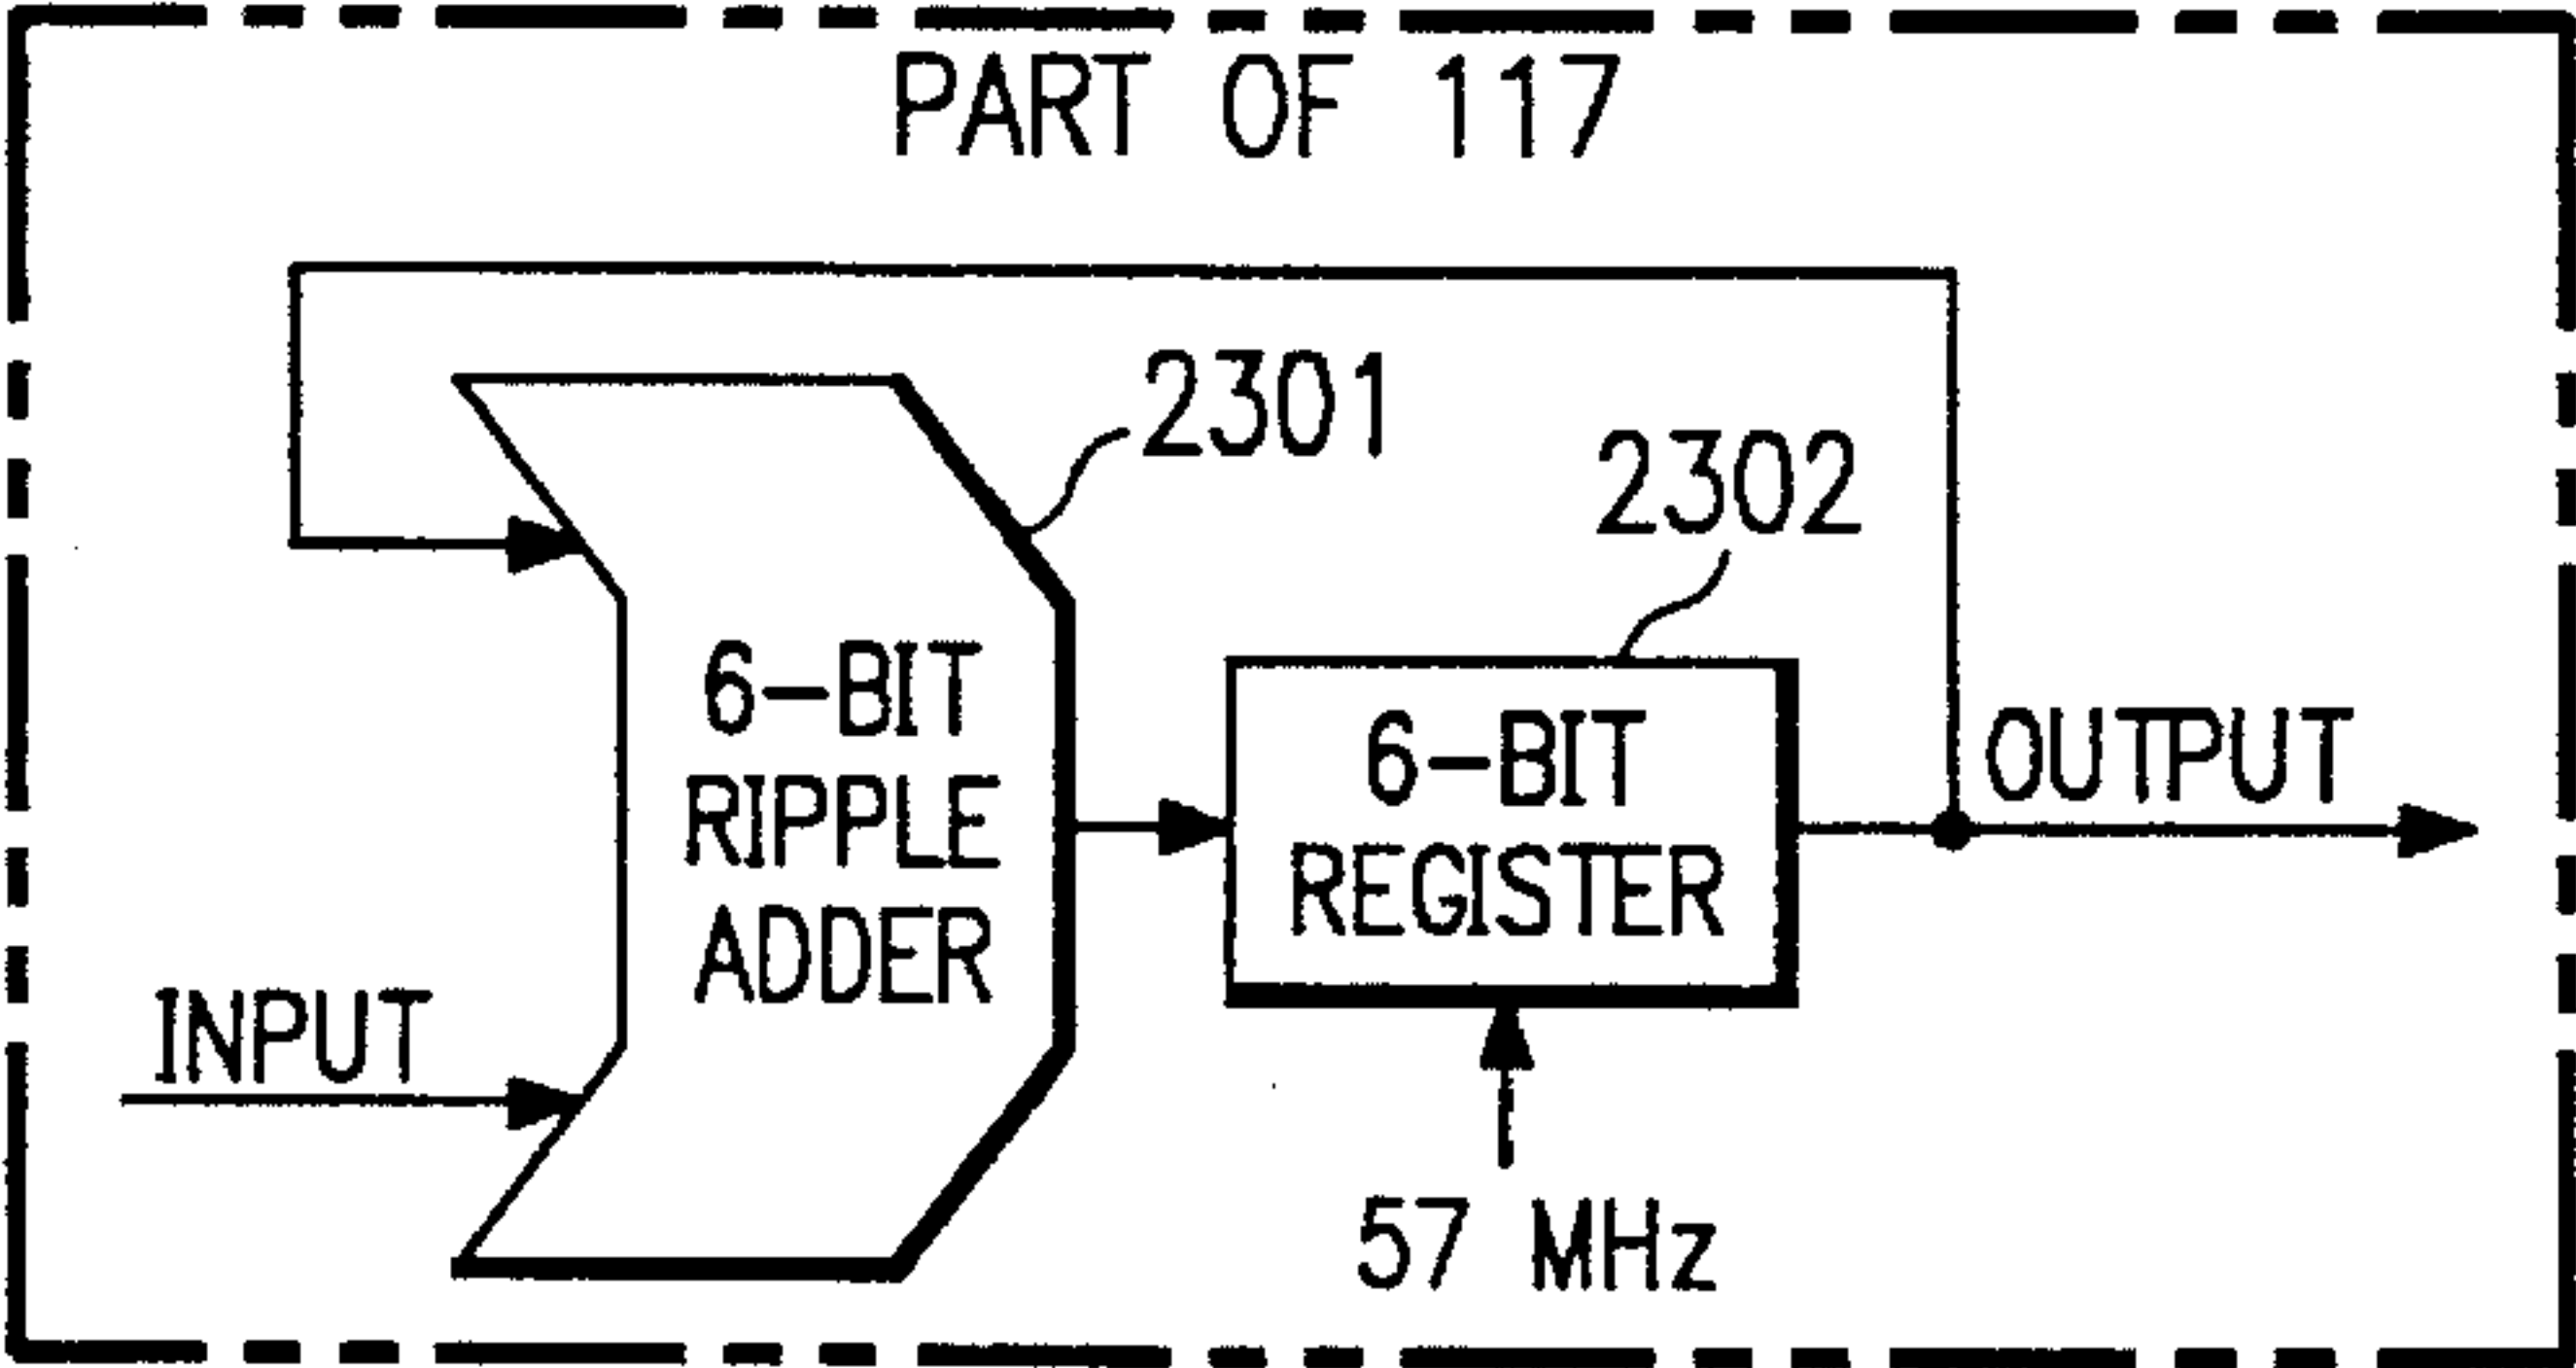 PART OF 117
2301
2302
6-BIT
RIPPLE
ADDER
6-BIT
REGISTER
OUTPUT
INPUT
57 MHz